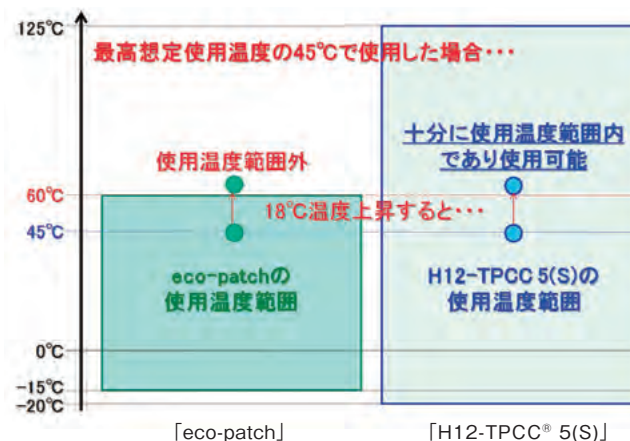 125℃
最高想定使用温度の45℃で使用した場合･･･
十分に使用温度範囲内
であり使用可能
使用温度範囲外
60℃
18℃温度上昇すると･･･
45℃
eco-patchの
使用温度範囲
H12-TPCC 5(S)の
使用温度範囲
0℃
-15℃
-20℃
｢eco-patch｣
｢H12-TPCC® 5(S)｣